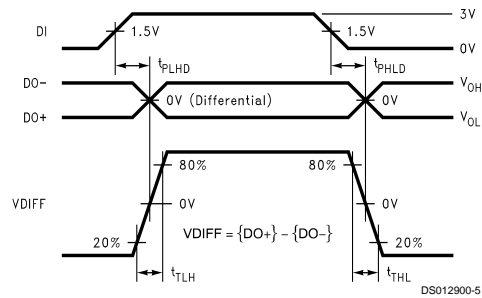 3V
DI
1.5V
1.5V
0V
tPLHD
tPHLD
DO-
VOH
0V (Differential)
0V
DO+
VOL
80%
80%
VDIFF
0V
0V
VDIFF = {DO+} - {DO-}
20%
20%
tTLH
tTHL
DS012900-5